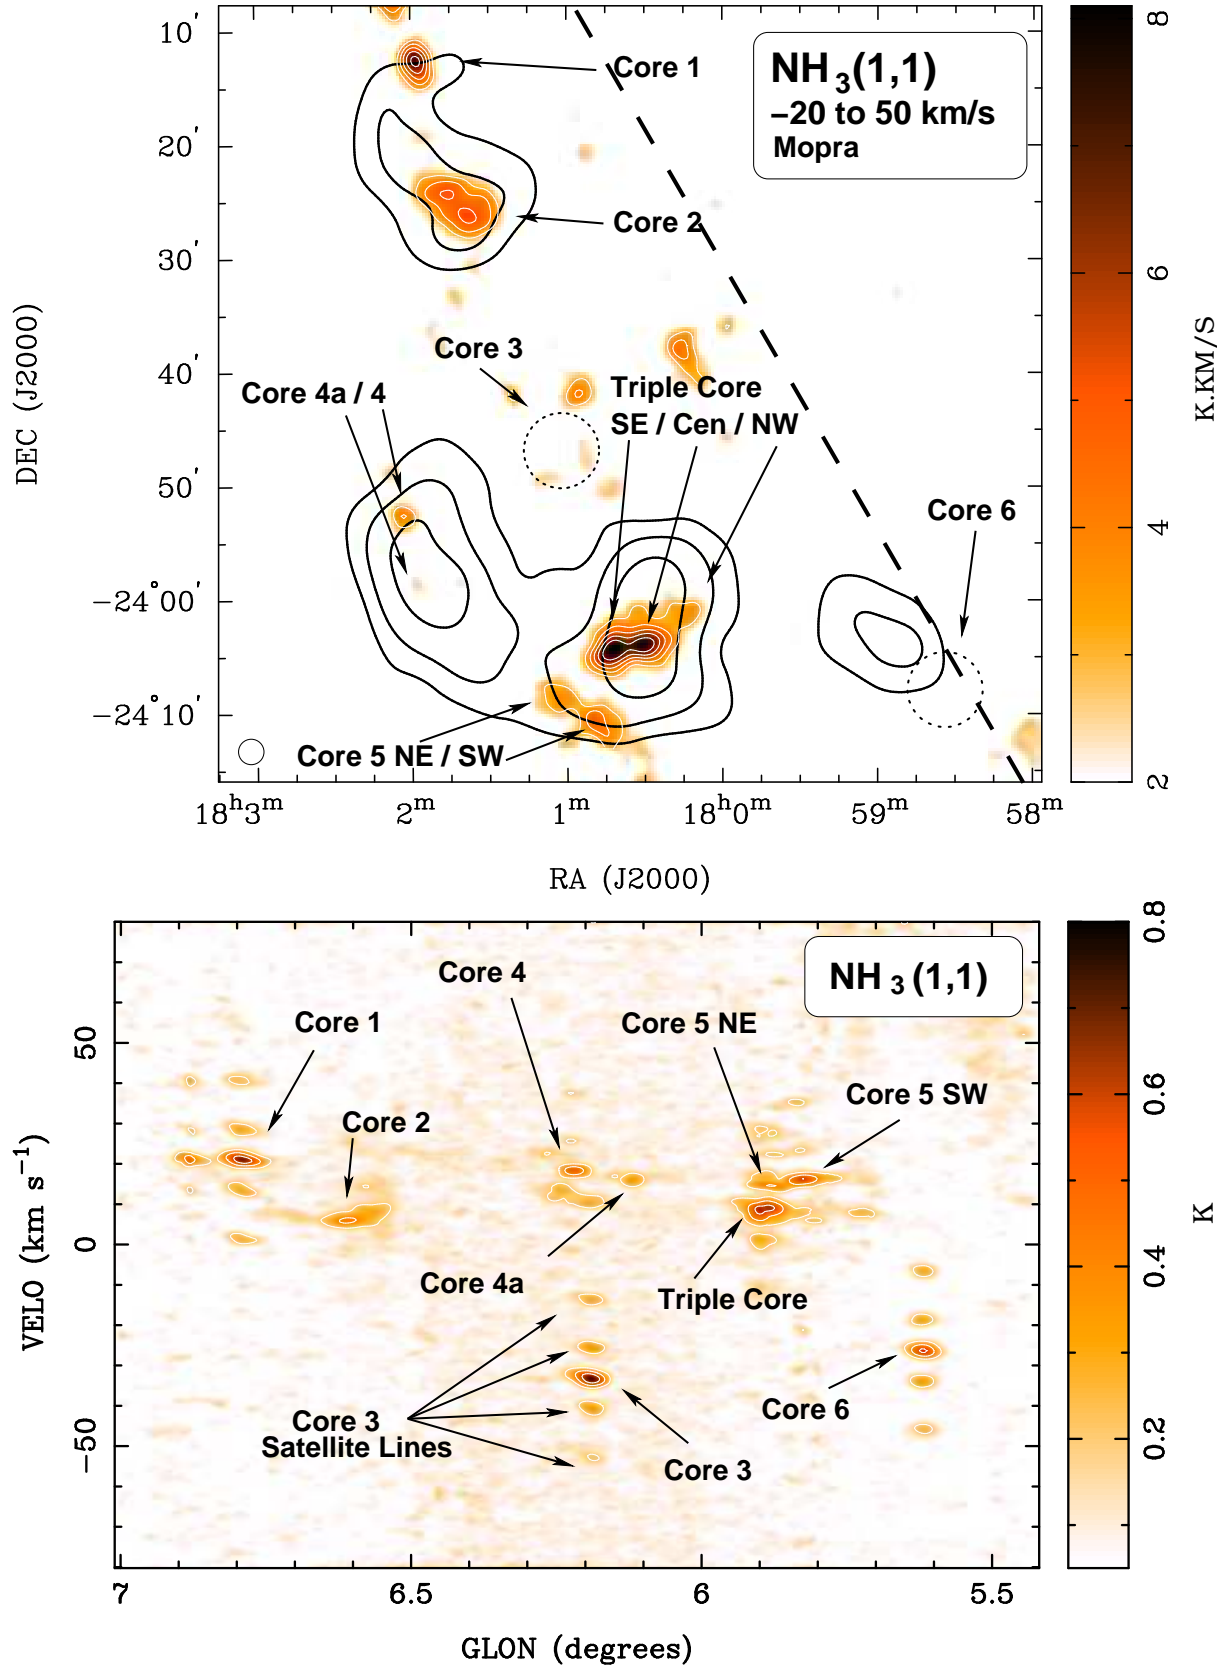 10′
20′
30′
40′
50′
−24°00′
−24°10′
DEC (J2000)
Core 1
Core 2
Core 3
Core 4a / 4
Triple Core
SE / Cen / NW
Core 6
Core 5 NE / SW
NH3(1,1)
−20 to 50 km/s
Mopra
18h3m
2m
1m
18h0m
59m
58m
RA (J2000)
8
6
4
2
K.KM/S
50
0
−50
VELO (km s−1)
NH3(1,1)
Core 4
Core 1
Core 5 NE
Core 2
Core 5 SW
Core 4a
Triple Core
Core 3
Satellite Lines
Core 6
Core 3
7
6.5
6
5.5
GLON (degrees)
0.8
0.6
0.4
0.2
K